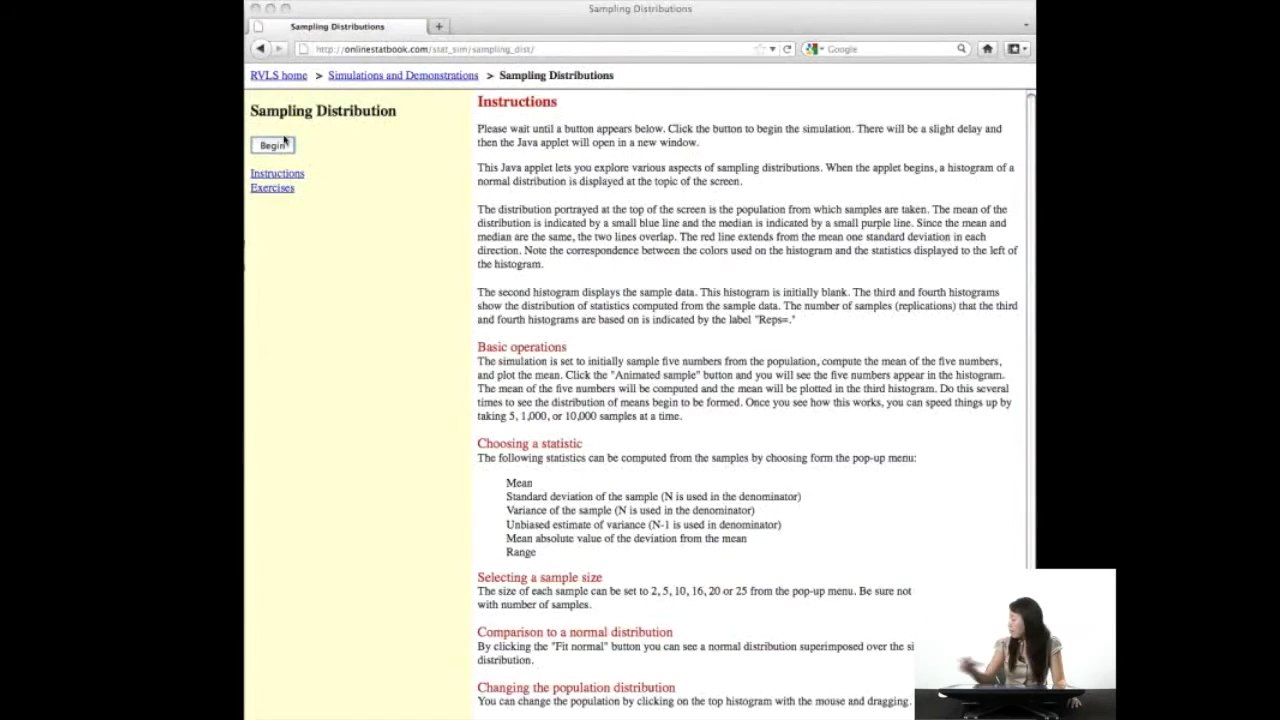 Sampling Distributions
Sampling Distributions
http://onlinestatbook.com/stat_sim/sampling_dist/
Google
RVLS home > Simulations and Demonstrations > Sampling Distributions
Sampling Distribution
Begin
Instructions
Exercises
Instructions
Please wait until a button appears below. Click the button to begin the simulation. There will be a slight delay and
then the Java applet will open in a new window.
This Java applet lets you explore various aspects of sampling distributions. When the applet begins, a histogram of a
normal distribution is displayed at the topic of the screen.
The distribution portrayed at the top of the screen is the population from which samples are taken. The mean of the
distribution is indicated by a small blue line and the median is indicated by a small purple line. Since the mean and
median are the same, the two lines overlap. The red line extends from the mean one standard deviation in each
direction. Note the correspondence between the colors used on the histogram and the statistics displayed to the left of
the histogram.
The second histogram displays the sample data. This histogram is initially blank. The third and fourth histograms
show the distribution of statistics computed from the sample data. The number of samples (replications) that the third
and fourth histograms are based on is indicated by the label "Reps=."
Basic operations
The simulation is set to initially sample five numbers from the population, compute the mean of the five numbers,
and plot the mean. Click the "Animated sample" button and you will see the five numbers appear in the histogram.
The mean of the five numbers will be computed and the mean will be plotted in the third histogram. Do this several
times to see the distribution of means begin to be formed. Once you see how this works, you can speed things up by
taking 5, 1,000, or 10,000 samples at a time.
Choosing a statistic
The following statistics can be computed from the samples by choosing form the pop-up menu:
Mean
Standard deviation of the sample (N is used in the denominator)
Variance of the sample (N is used in the denominator)
Unbiased estimate of variance (N-1 is used in denominator)
Mean absolute value of the deviation from the mean
Range
Selecting a sample size
The size of each sample can be set to 2, 5, 10, 16, 20 or 25 from the pop-up menu. Be sure not
with number of samples.
Comparison to a normal distribution
By clicking the "Fit normal" button you can see a normal distribution superimposed over the si
distribution.
Changing the population distribution
You can change the population by clicking on the top histogram with the mouse and dragging.